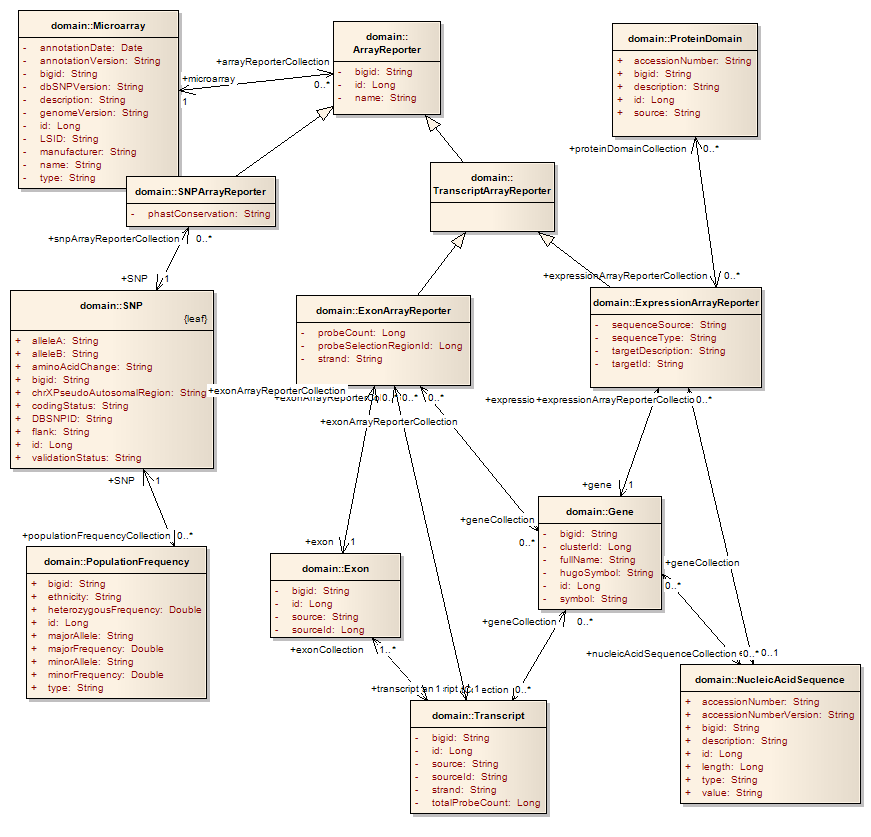 domain::Microarray
- annotationDate: Date
- annotationVersion: String
- bigid: String
- dbSNPVersion: String
- description: String
- genomeVersion: String
- id: Long
- LSID: String
- manufacturer: String
- name: String
- type: String
+arrayReporterCollection
0..*
+microarray
1
domain::
ArrayReporter
- bigid: String
- id: Long
- name: String
domain::ProteinDomain
+ accessionNumber: String
+ bigid: String
+ description: String
+ id: Long
+ source: String
+proteinDomainCollection
0..*
domain::SNPArrayReporter
- phastConservation: String
domain::
TranscriptArrayReporter
+snpArrayReporterCollection
0..*
+SNP
1
+expressionArrayReporterCollection
0..*
domain::SNP
{leaf}
+ alleleA: String
+ alleleB: String
+ aminoAcidChange: String
+ bigid: String
+ chrXPseudoAutosomalRegion: String
+ codingStatus: String
+ DBSNPID: String
+ flank: String
+ id: Long
+ validationStatus: String
domain::ExonArrayReporter
- probeCount: Long
- probeSelectionRegionId: Long
- strand: String
domain::ExpressionArrayReporter
- sequenceSource: String
- sequenceType: String
- targetDescription: String
- targetId: String
+exonArrayReporterCollection
0..*
0..*
0..*
+exonArrayReporterCollection
+expressio
+expressionArrayReporterCollectio
0..*
+SNP
1
+populationFrequencyCollection
0..*
+gene
1
+geneCollection
0..*
+exon
1
domain::PopulationFrequency
+ bigid: String
+ ethnicity: String
+ heterozygousFrequency: Double
+ id: Long
+ majorAllele: String
+ majorFrequency: Double
+ minorAllele: String
+ minorFrequency: Double
+ type: String
domain::Exon
- bigid: String
- id: Long
- source: String
- sourceId: Long
domain::Gene
- bigid: String
- clusterId: Long
- fullName: String
- hugoSymbol: String
- id: Long
- symbol: String
+geneCollection
0..*
+geneCollection
0..*
+exonCollection
1..*
+nucleicAcidSequenceCollection
0..*
0..1
+transcript
1
0..*
domain::Transcript
- bigid: String
- id: Long
- source: String
- sourceId: String
- strand: String
- totalProbeCount: Long
domain::NucleicAcidSequence
+ accessionNumber: String
+ accessionNumberVersion: String
+ bigid: String
+ description: String
+ id: Long
+ length: Long
+ type: String
+ value: String